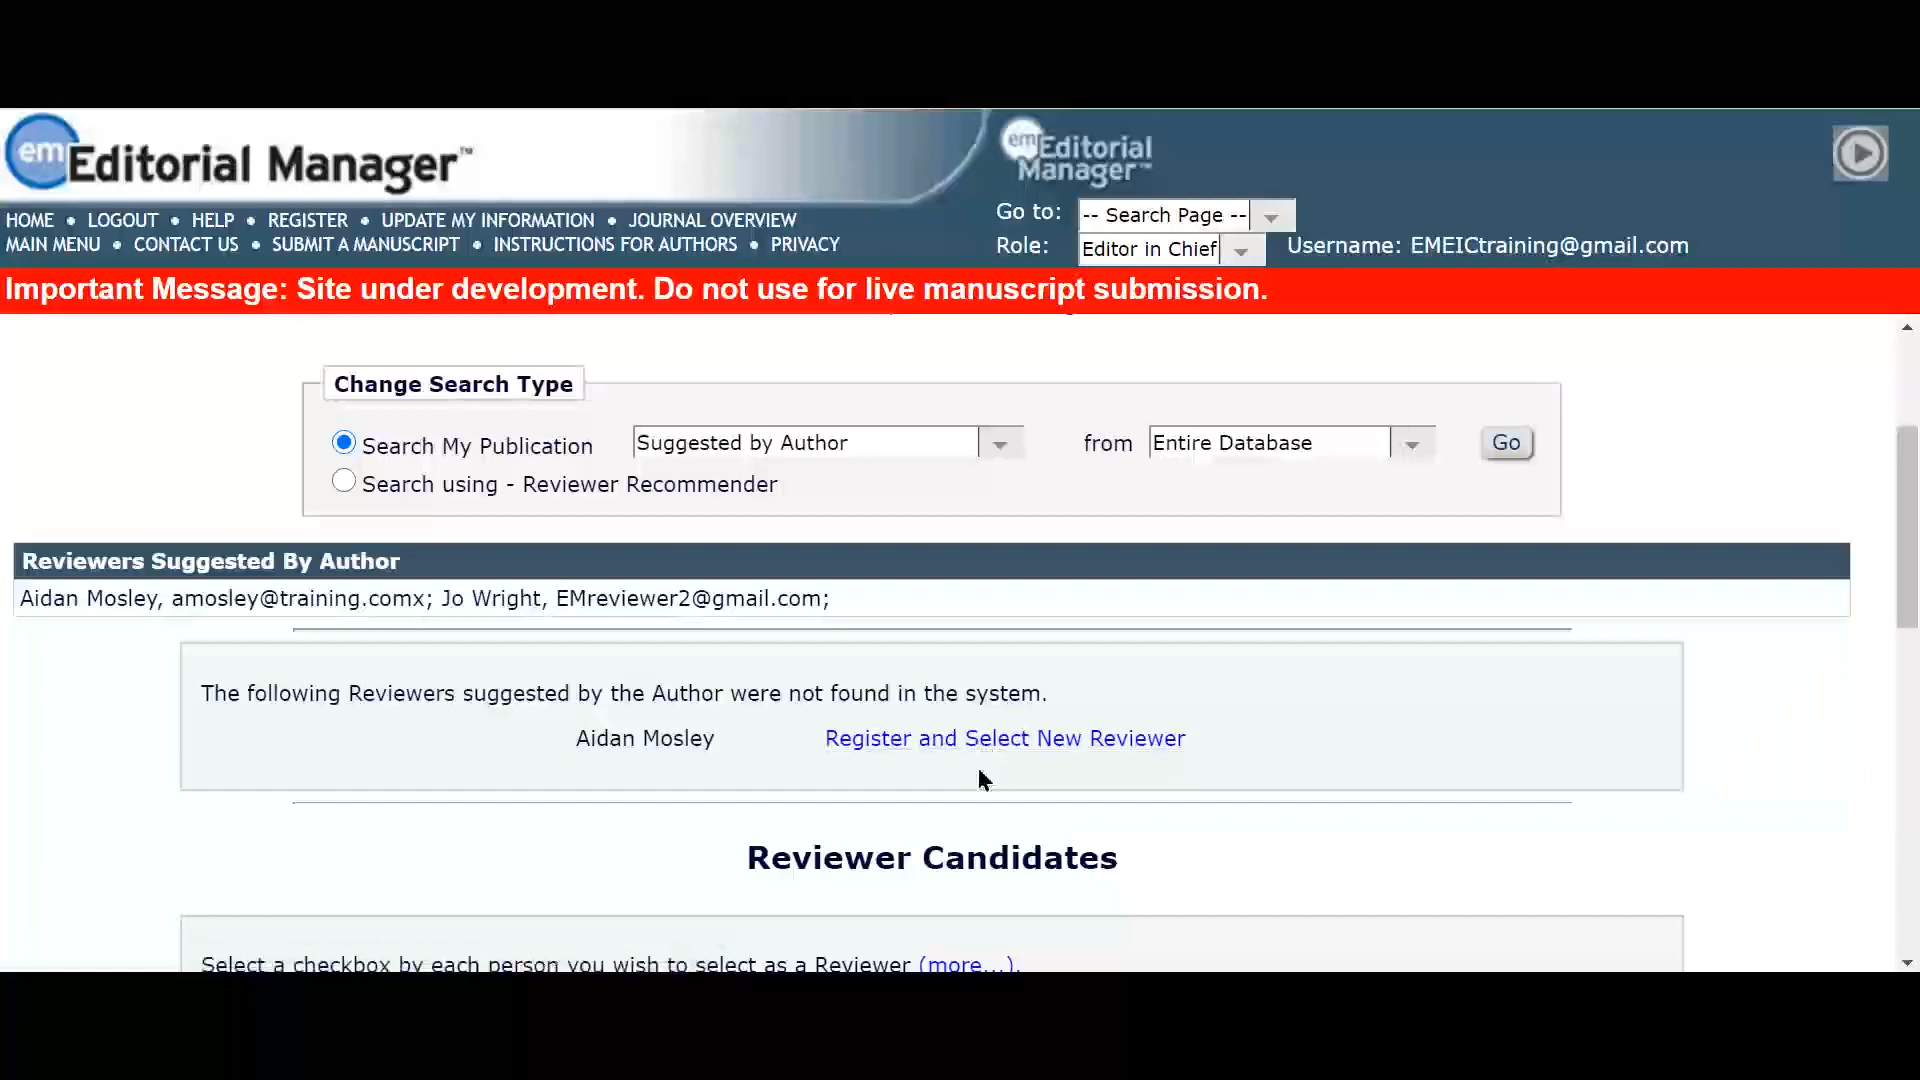 em Editorial Manager™
em Editorial Manager™
HOME • LOGOUT • HELP • REGISTER • UPDATE MY INFORMATION • JOURNAL OVERVIEW
MAIN MENU • CONTACT US • SUBMIT A MANUSCRIPT • INSTRUCTIONS FOR AUTHORS • PRIVACY
Go to: -- Search Page --
Role: Editor in Chief Username: EMEICtraining@gmail.com
Important Message: Site under development. Do not use for live manuscript submission.
Change Search Type
Search My Publication Suggested by Author from Entire Database Go
Search using - Reviewer Recommender
Reviewers Suggested By Author
Aidan Mosley, amosley@training.comx; Jo Wright, EMreviewer2@gmail.com;
The following Reviewers suggested by the Author were not found in the system.
Aidan Mosley Register and Select New Reviewer
Reviewer Candidates
Select a checkbox by each person you wish to select as a Reviewer (more...).